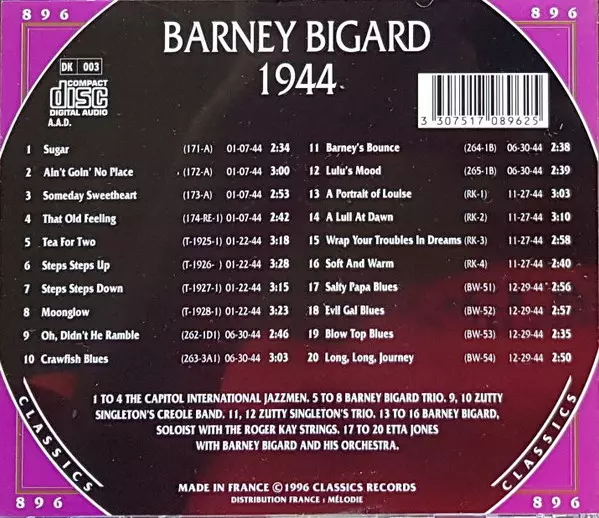 896
896
BARNEY BIGARD
1944
DK 003
COMPACT
disc
DIGITAL AUDIO
A.A.D.
3 307517 089625
1 Sugar (171-A) 01-07-44 2:34
2 Ain't Goin' No Place (172-A) 01-07-44 3:00
3 Someday Sweetheart (173-A) 01-07-44 2:53
4 That Old Feeling (174-RE-1) 01-07-44 2:42
5 Tea For Two (T-1925-1) 01-22-44 3:18
6 Steps Steps Up (T-1926- ) 01-22-44 3:28
7 Steps Steps Down (T-1927-1) 01-22-44 3:15
8 Moonglow (T-1928-1) 01-22-44 3:23
9 Oh, Didn't He Ramble (262-1D1) 06-30-44 2:46
10 Crawfish Blues (263-3A1) 06-30-44 3:03
11 Barney's Bounce (264-1B) 06-30-44 2:38
12 Lulu's Mood (265-1B) 06-30-44 2:39
13 A Portrait of Louise (RK-1) 11-27-44 3:03
14 A Lull At Dawn (RK-2) 11-27-44 3:10
15 Wrap Your Troubles In Dreams (RK-3) 11-27-44 2:58
16 Soft And Warm (RK-4) 11-27-44 2:40
17 Salty Papa Blues (BW-51) 12-29-44 2:56
18 Evil Gal Blues (BW-52) 12-29-44 2:57
19 Blow Top Blues (BW-53) 12-29-44 2:35
20 Long, Long, Journey (BW-54) 12-29-44 2:50
1 TO 4 THE CAPITOL INTERNATIONAL JAZZMEN. 5 TO 8 BARNEY BIGARD TRIO. 9, 10 ZUTTY
SINGLETON'S CREOLE BAND. 11, 12 ZUTTY SINGLETON'S TRIO. 13 TO 16 BARNEY BIGARD,
SOLOIST WITH THE ROGER KAY STRINGS. 17 TO 20 ETTA JONES
WITH BARNEY BIGARD AND HIS ORCHESTRA.
CLASSICS
CLASSICS
MADE IN FRANCE ©1996 CLASSICS RECORDS
DISTRIBUTION FRANCE : MÉLODIE
896
896